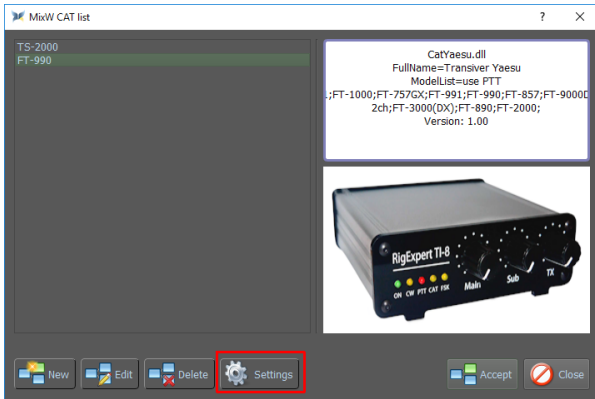 MixW CAT list
TS-2000
FT-990
CatYaesu.dll
FullName=Transiver Yaesu
ModelList=use PTT
;FT-1000;FT-757GX;FT-991;FT-990;FT-857;FT-9000D
2ch;FT-3000(DX);FT-890;FT-2000;
Version: 1.00
RigExpert TI-8
ON CW PTT CAT FSK
Main
Sub
TX
New
Edit
Delete
Settings
Accept
Close